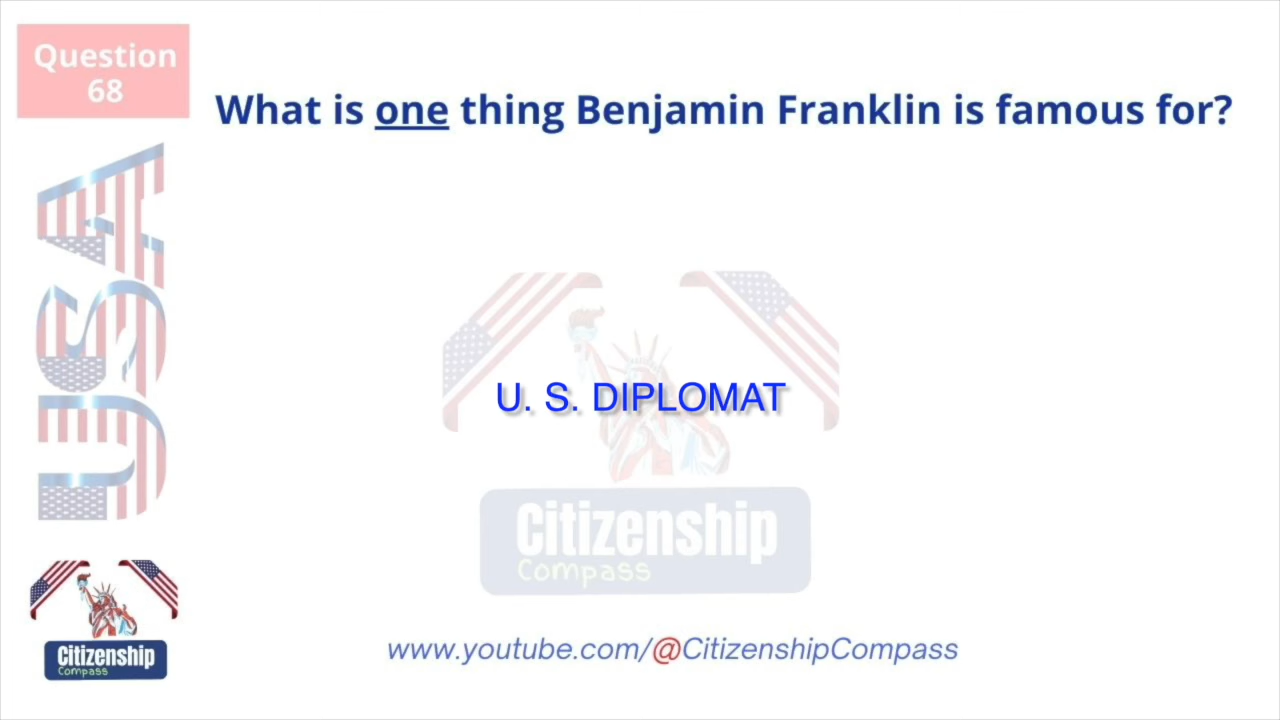 Question
68
What is one thing Benjamin Franklin is famous for?
U. S. DIPLOMAT
USA
Citizenship
Compass
Citizenship
Compass
www.youtube.com/@CitizenshipCompass